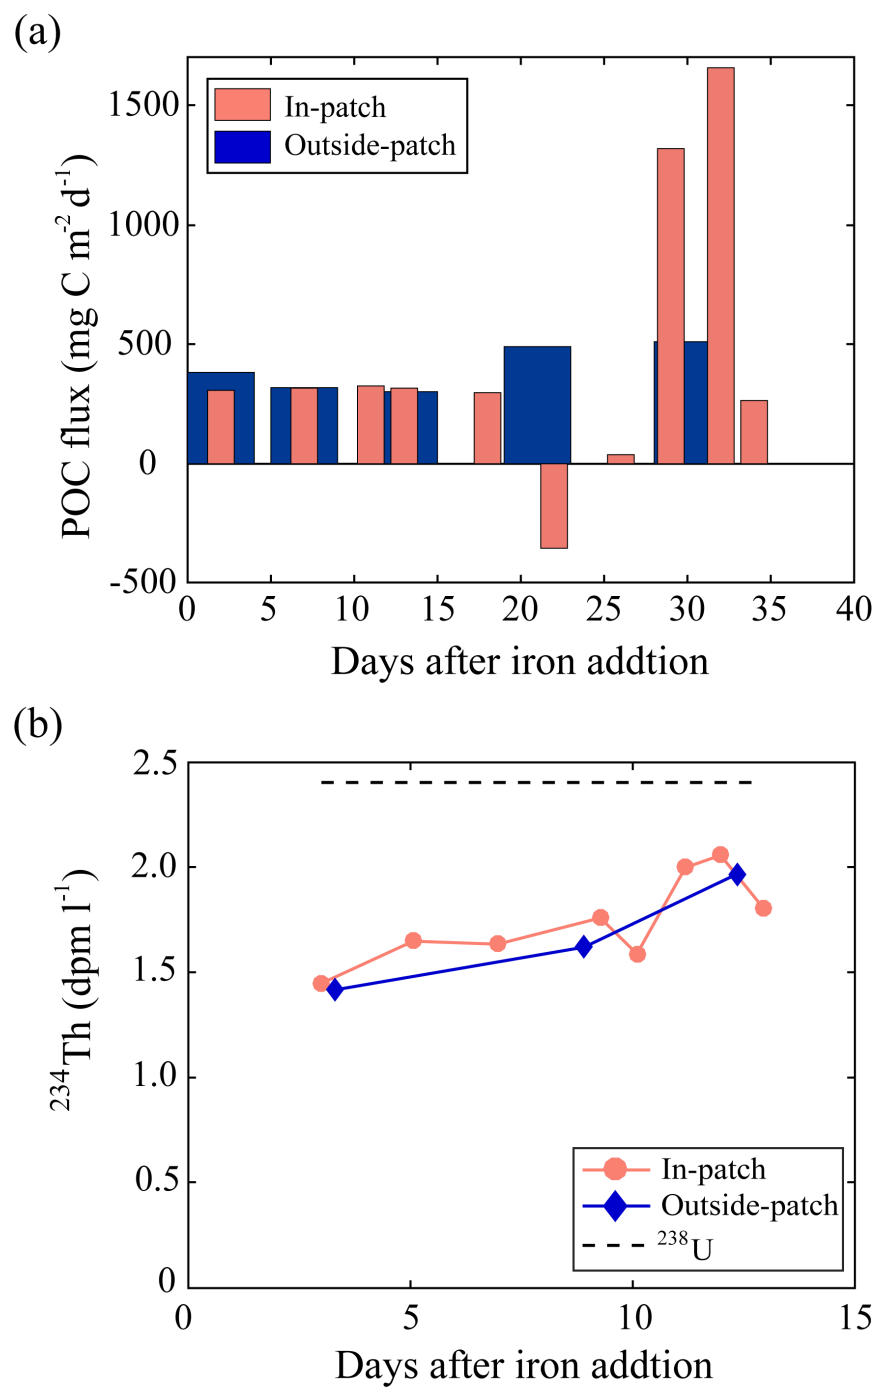 (a)
1500
1000
500
0
-500
POC flux (mg C m⁻² d⁻¹)
In-patch
Outside-patch
0 5 10 15 20 25 30 35 40
Days after iron addtion
(b)
2.5
2.0
1.5
1.0
0.5
0
²³⁴Th (dpm l⁻¹)
In-patch
Outside-patch
²³⁸U
0 5 10 15
Days after iron addtion